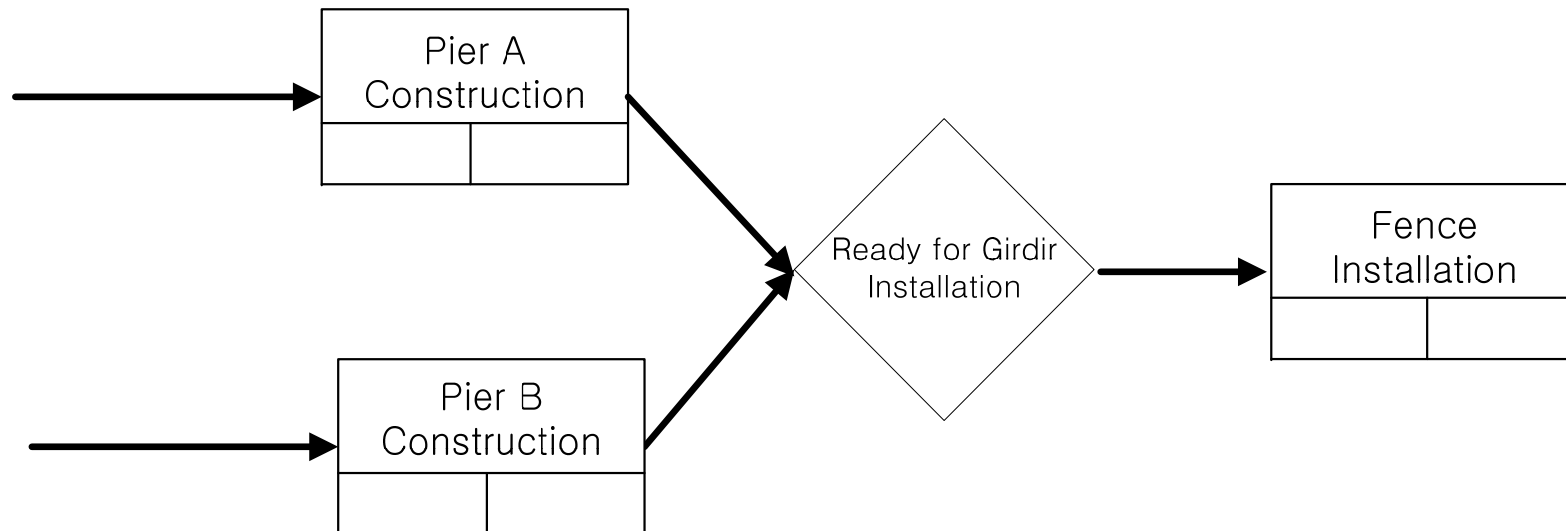 Pier A
Construction
Ready for Girdir
Installation
Fence
Installation
Pier B
Construction